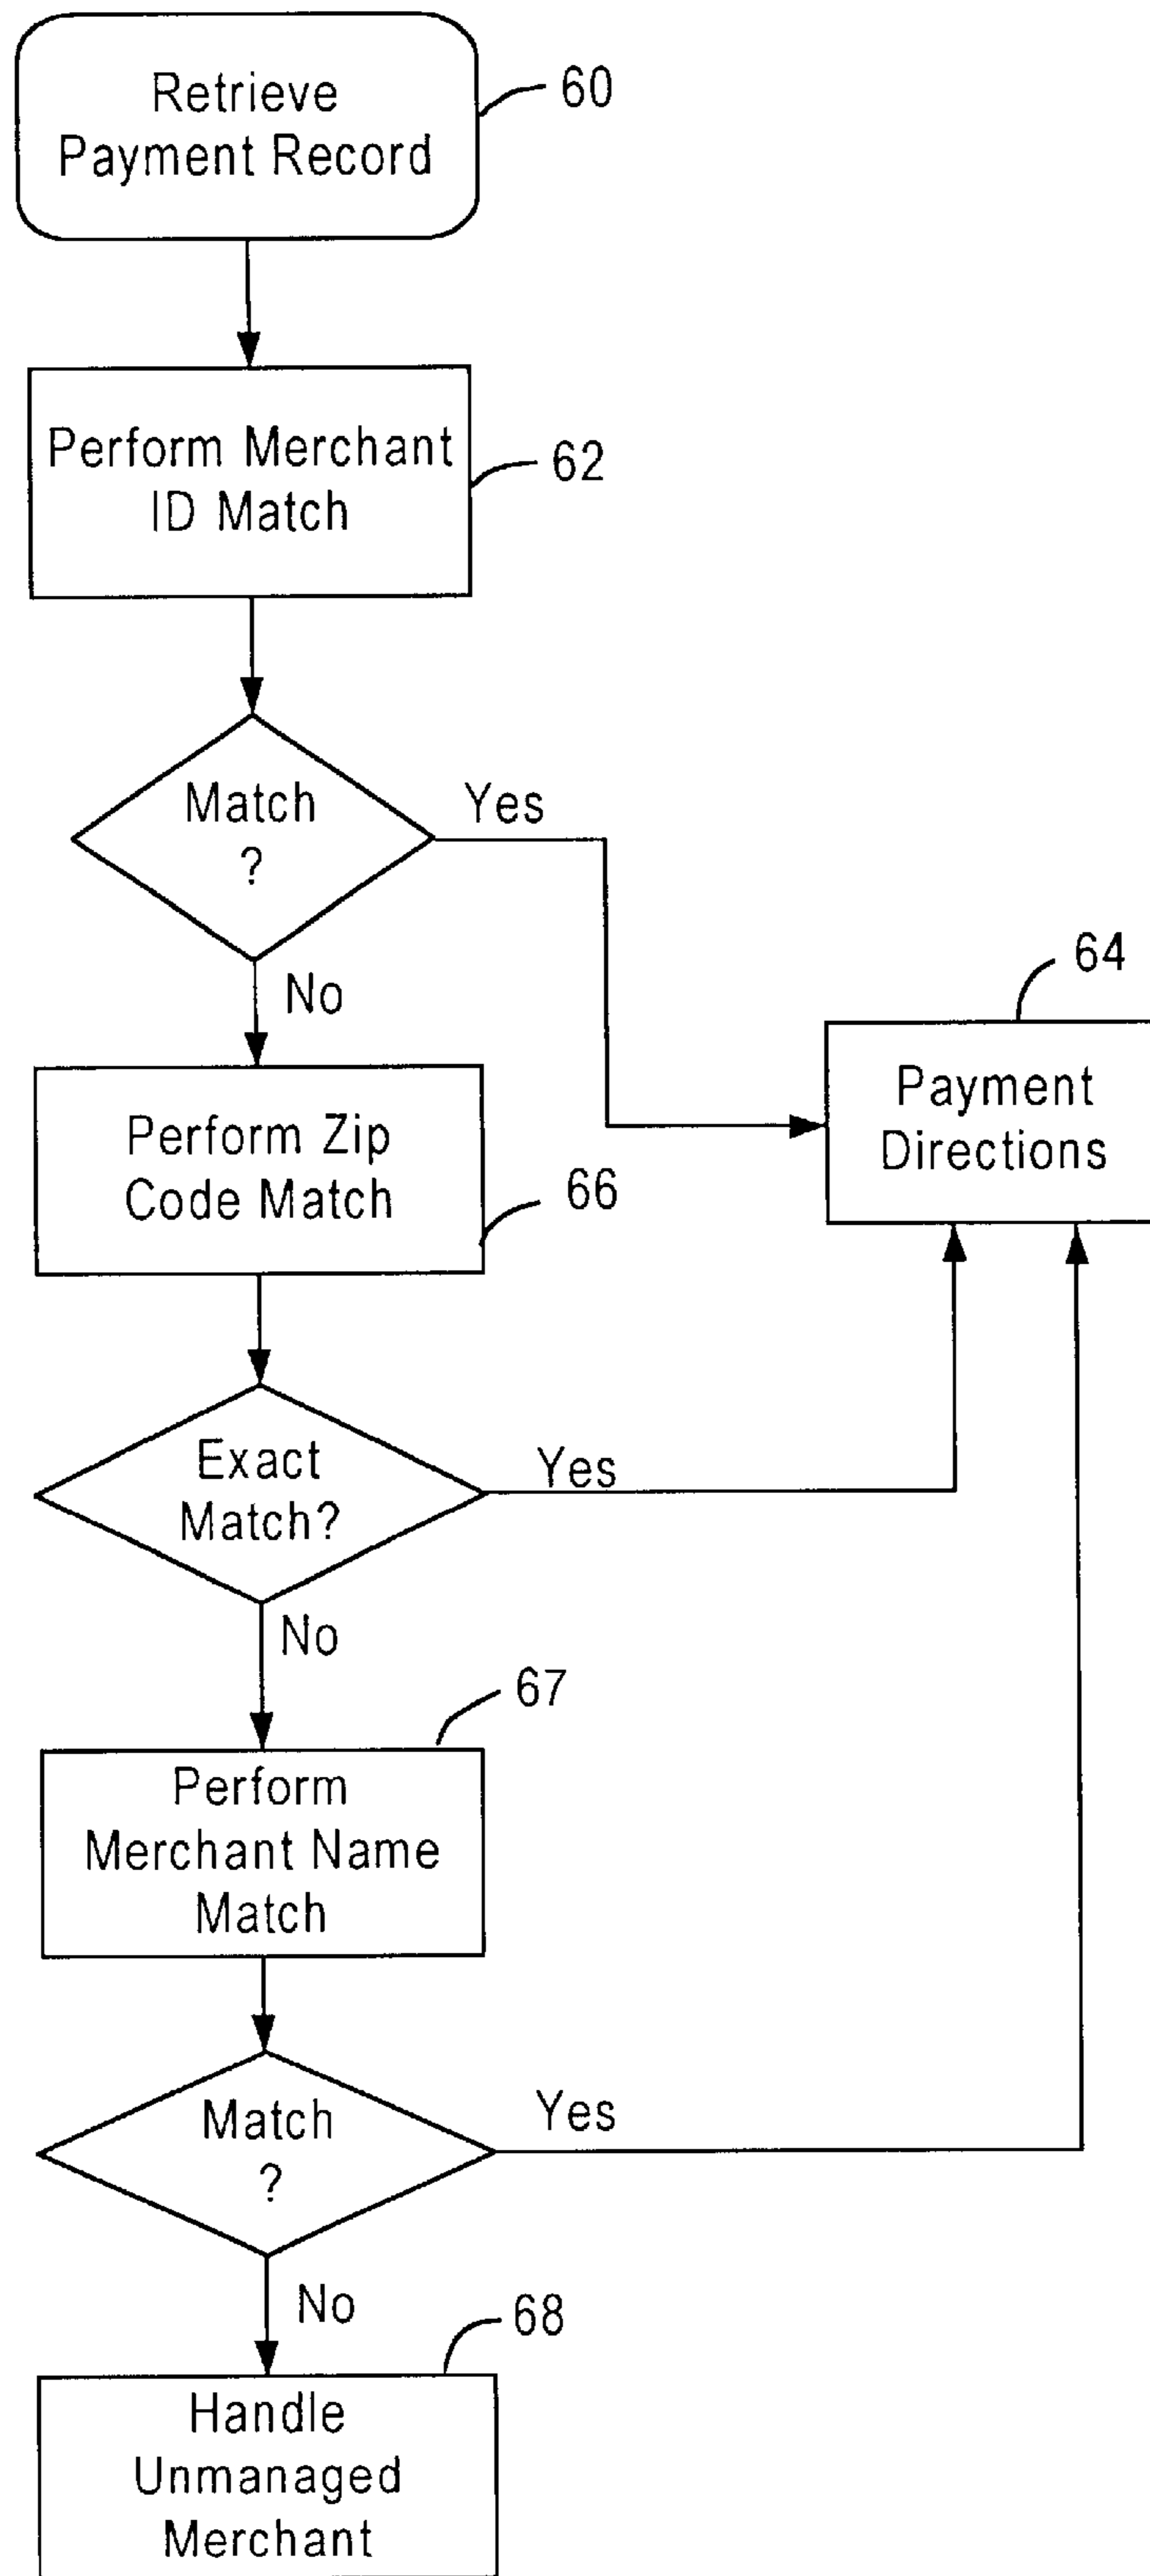 Retrieve
Payment Record
60
Perform Merchant
ID Match
62
Match
?
Yes
No
64
Payment
Directions
Perform Zip
Code Match
66
Exact
Match?
Yes
No
67
Perform
Merchant Name
Match
Match
?
Yes
No
68
Handle
Unmanaged
Merchant